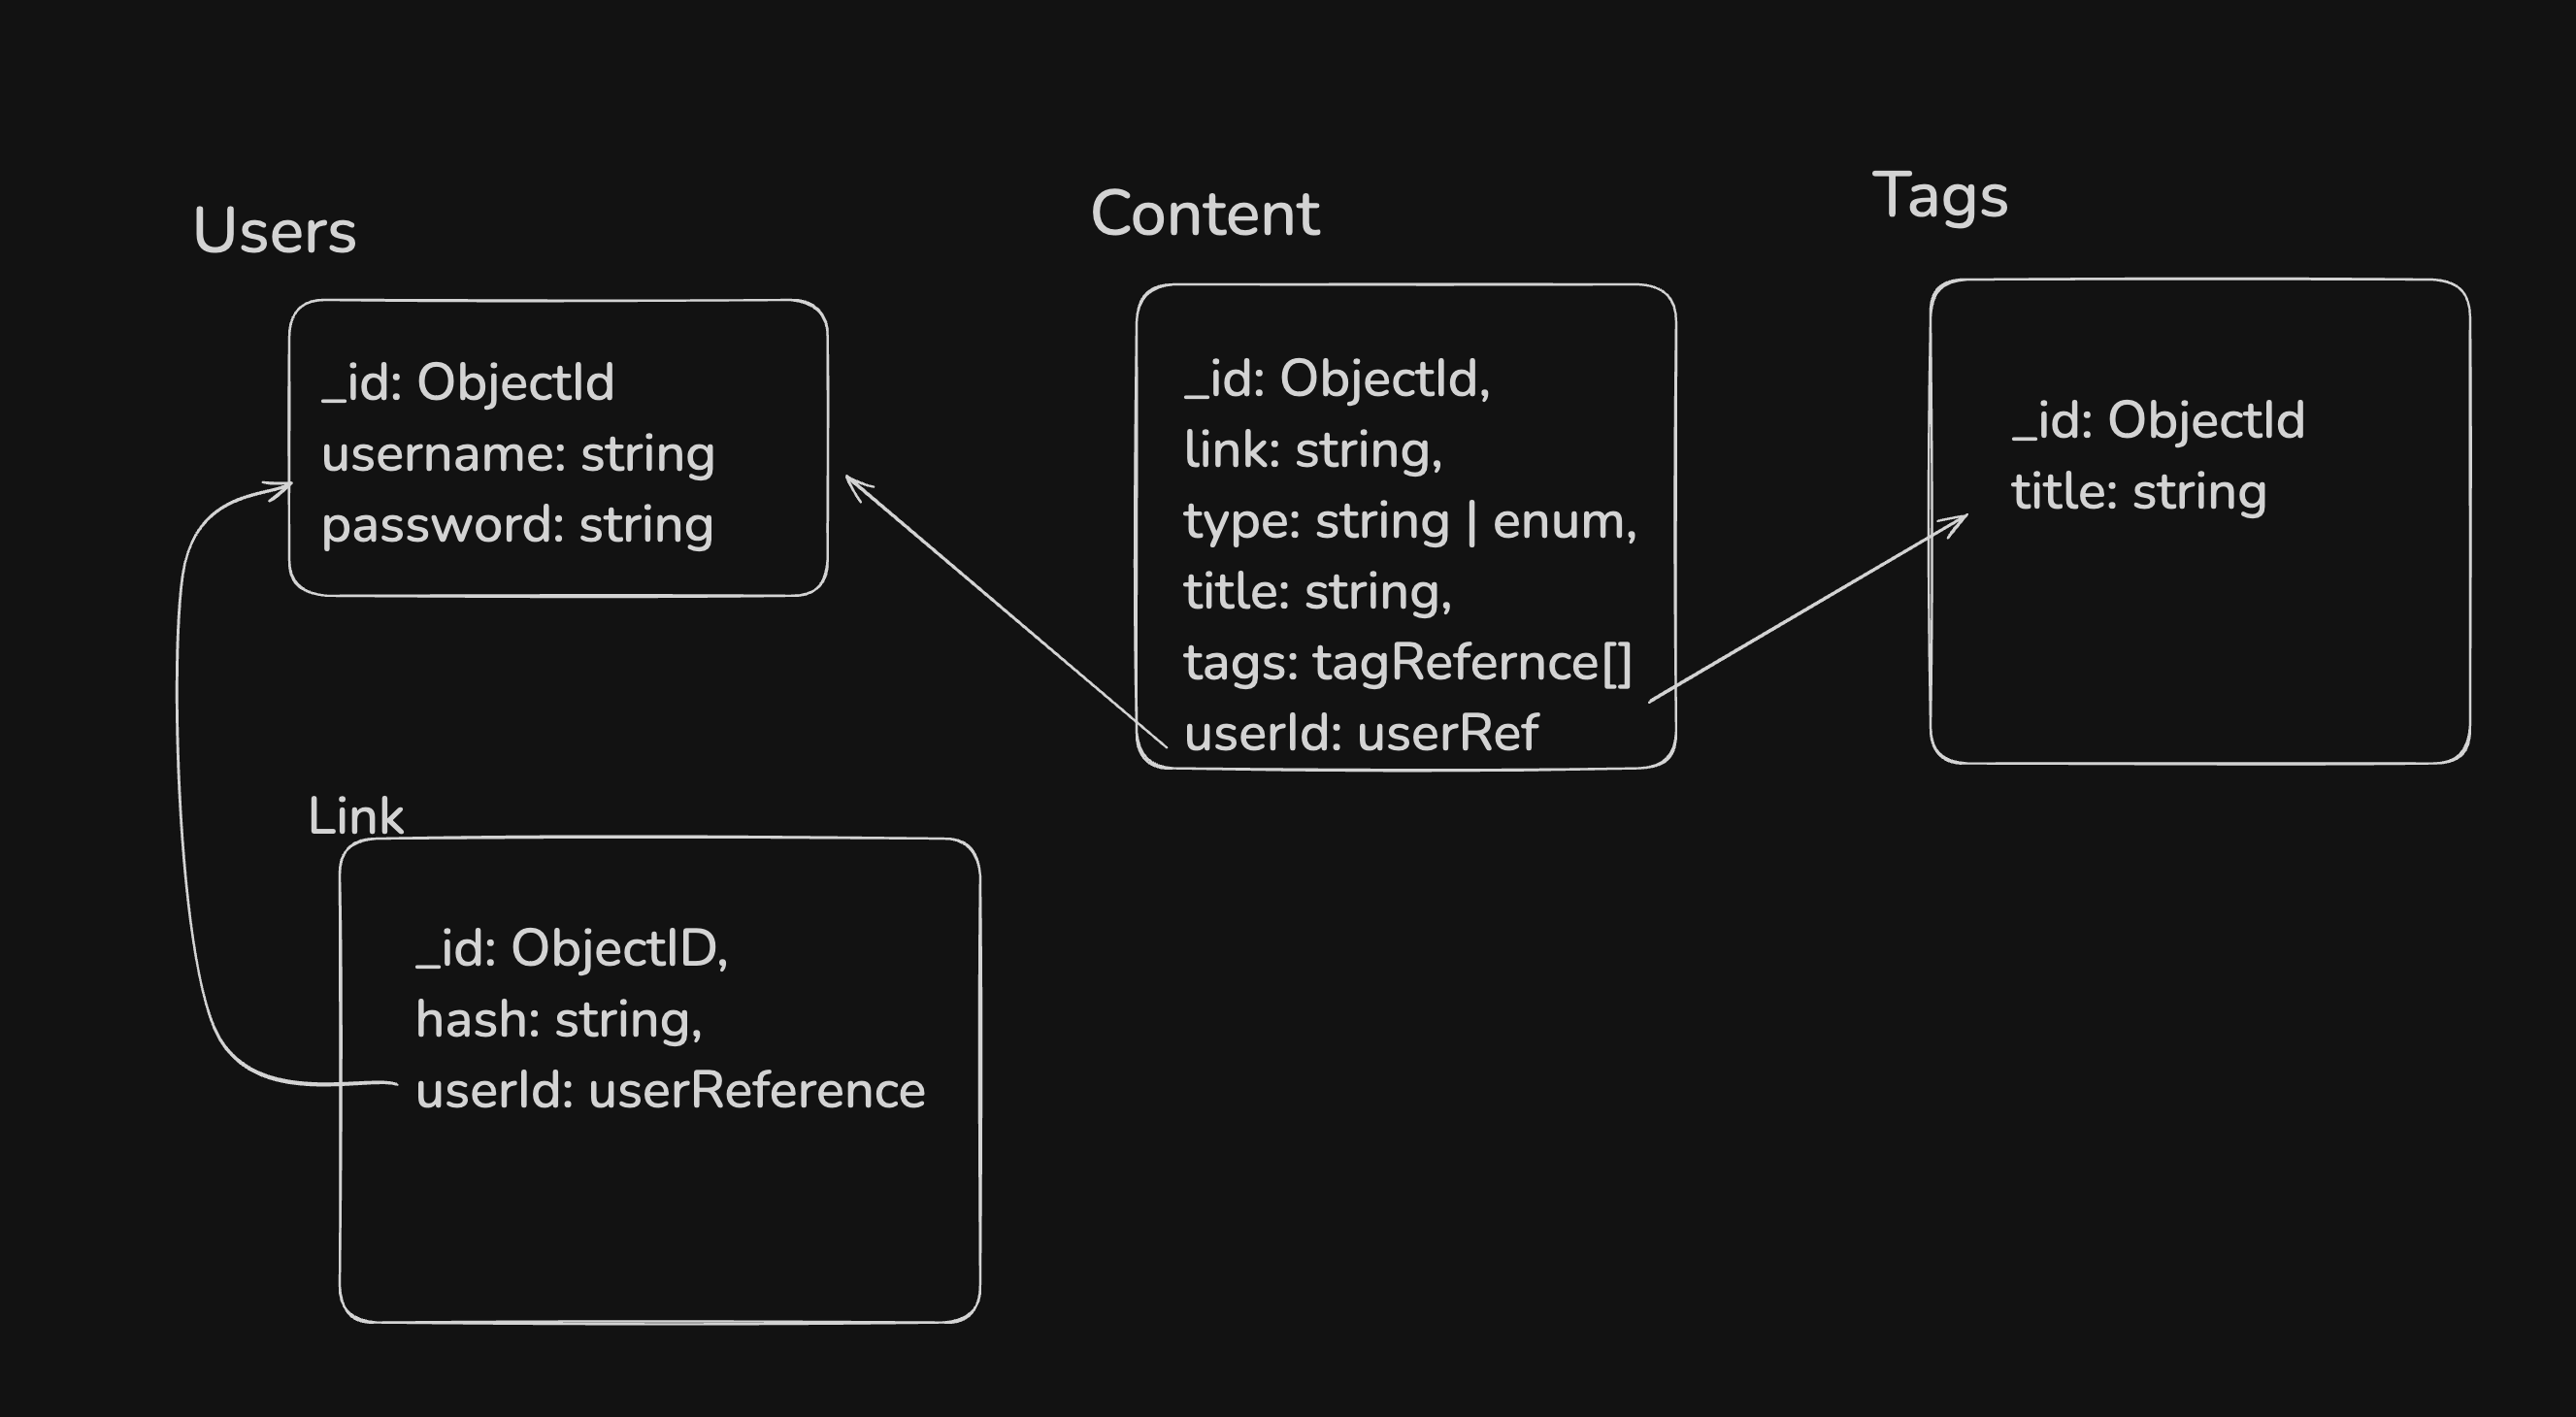 Users
_id: ObjectId
username: string
password: string
Content
_id: ObjectId,
link: string,
type: string | enum,
title: string,
tags: tagRefernce[]
userId: userRef
Tags
_id: ObjectId
title: string
Link
_id: ObjectID,
hash: string,
userId: userReference